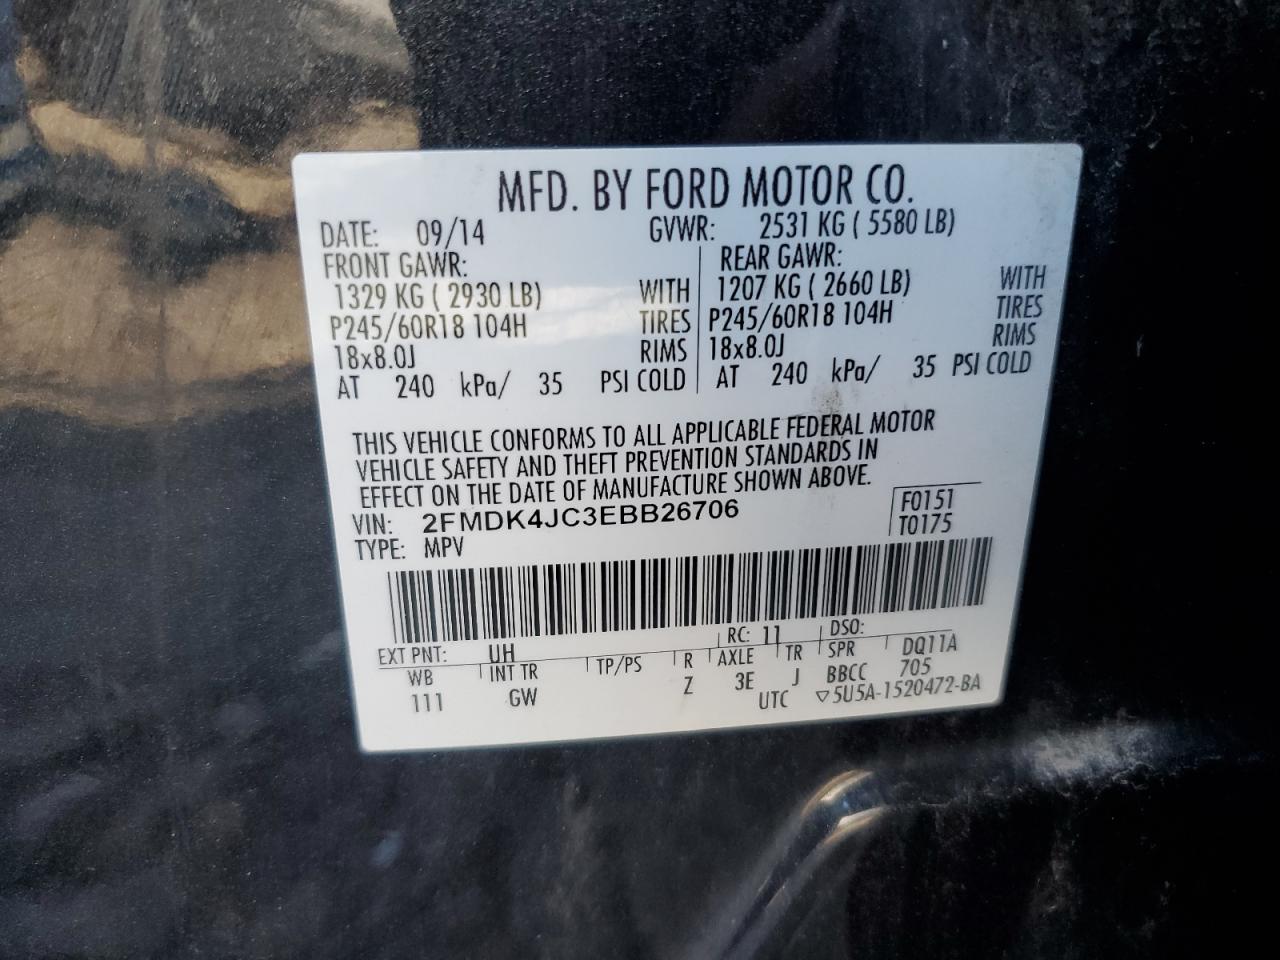 MFD. BY FORD MOTOR CO.
DATE: 09/14 GVWR: 2531 KG ( 5580 LB)
FRONT GAWR: REAR GAWR:
1329 KG ( 2930 LB) WITH 1207 KG ( 2660 LB) WITH
P245/60R18 104H TIRES P245/60R18 104H TIRES
18x8.0J RIMS 18x8.0J RIMS
AT 240 kPa/ 35 PSI COLD AT 240 kPa/ 35 PSI COLD
THIS VEHICLE CONFORMS TO ALL APPLICABLE FEDERAL MOTOR
VEHICLE SAFETY AND THEFT PREVENTION STANDARDS IN
EFFECT ON THE DATE OF MANUFACTURE SHOWN ABOVE.
VIN: 2FMDK4JC3EBB26706 F0151
TYPE: MPV T0175
EXT PNT: UH RC: 11 DSO:
WB INT TR TP/PS R AXLE TR SPR DQ11A
111 GW Z 3E J BBCC 705
UTC ▽5U5A-1520472-BA